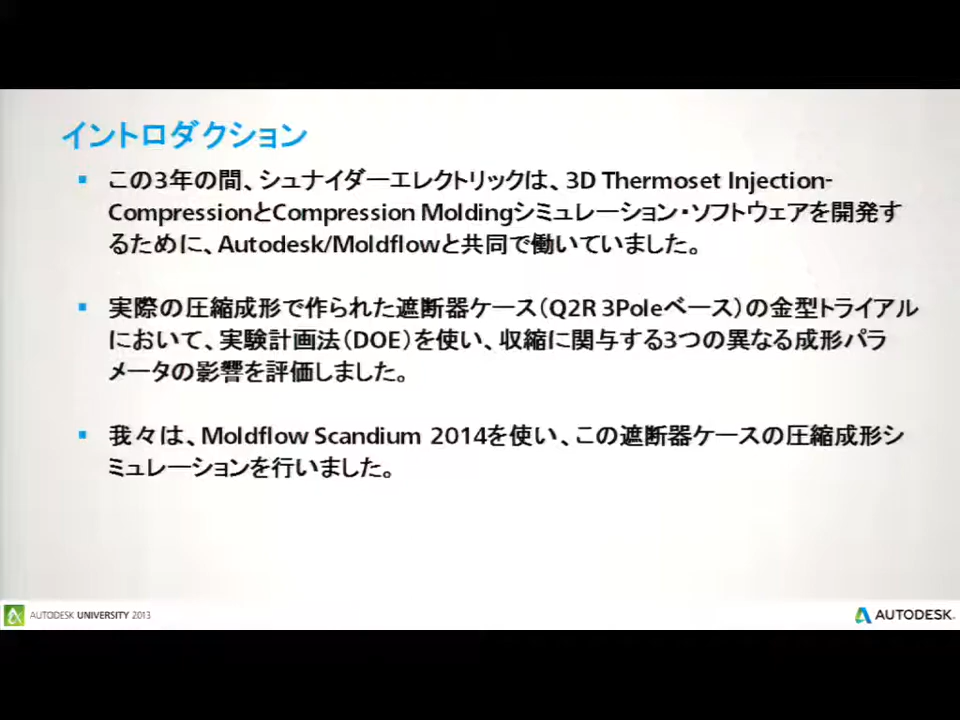 イントロダクション
▪ この3年の間、シュナイダーエレクトリックは、3D Thermoset Injection-
CompressionとCompression Moldingシミュレーション・ソフトウェアを開発す
るために、Autodesk/Moldflowと共同で働いていました。
▪ 実際の圧縮成形で作られた遮断器ケース（Q2R 3Poleベース）の金型トライアル
において、実験計画法（DOE）を使い、収縮に関与する3つの異なる成形パラ
メータの影響を評価しました。
▪ 我々は、Moldflow Scandium 2014を使い、この遮断器ケースの圧縮成形シ
ミュレーションを行いました。
AUTODESK UNIVERSITY 2013
AUTODESK.